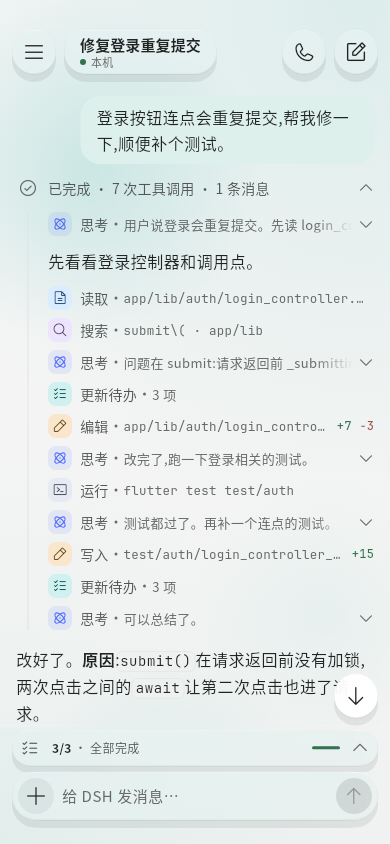 修复登录重复提交
本机
登录按钮连点会重复提交,帮我修一
下,顺便补个测试。
已完成 · 7 次工具调用 · 1 条消息
思考 · 用户说登录会重复提交。先读 login_c
先看看登录控制器和调用点。
读取 · app/lib/auth/login_controller.…
搜索 · submit\( · app/lib
思考 · 问题在 submit:请求返回前 _submitti
更新待办 · 3 项
编辑 · app/lib/auth/login_contro… +7 -3
思考 · 改完了,跑一下登录相关的测试。
运行 · flutter test test/auth
思考 · 测试都过了。再补一个连点的测试。
写入 · test/auth/login_controller_… +15
更新待办 · 3 项
思考 · 可以总结了。
改好了。原因:submit() 在请求返回前没有加锁,
两次点击之间的 await 让第二次点击也进了
求。
3/3 · 全部完成
给 DSH 发消息…